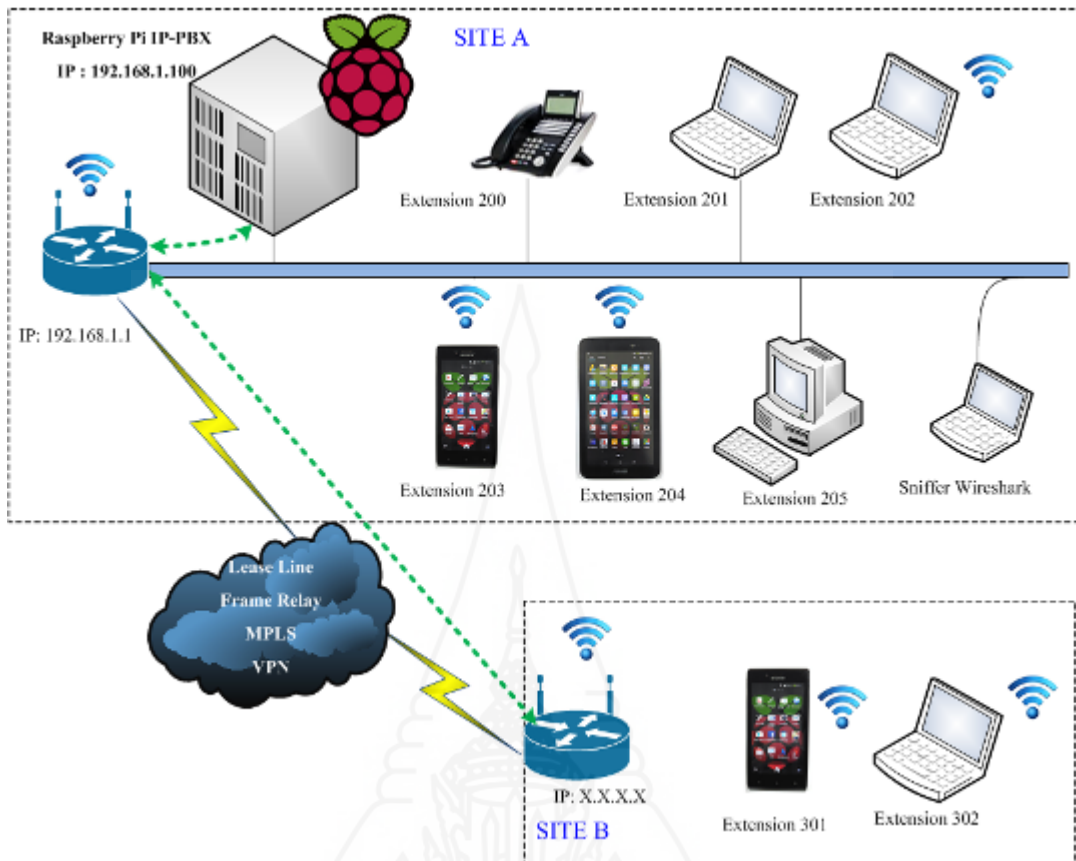 Raspberry Pi IP-PBX
IP : 192.168.1.100
SITE A
Extension 200
Extension 201
Extension 202
IP: 192.168.1.1
Extension 203
Extension 204
Extension 205
Sniffer Wireshark
Lease Line
Frame Relay
MPLS
VPN
IP: X.X.X.X
SITE B
Extension 301
Extension 302